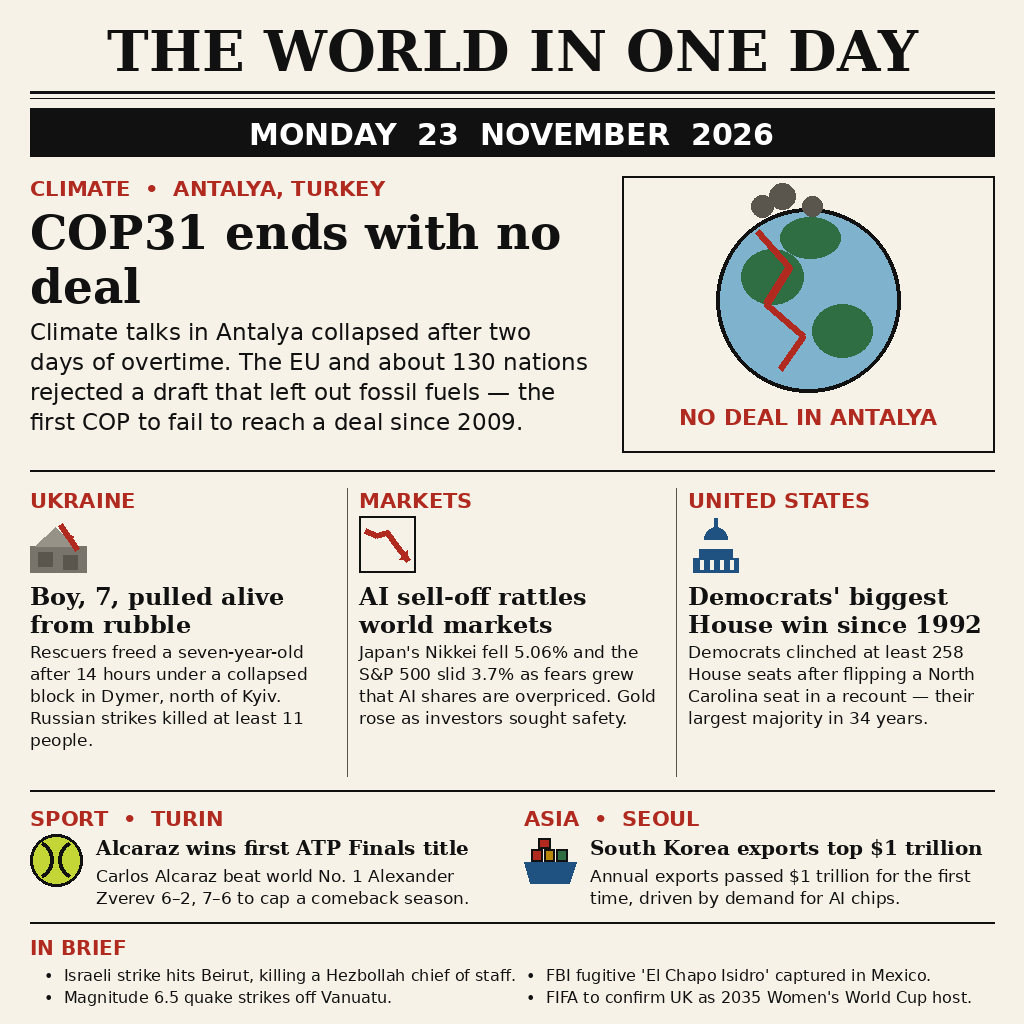 THE WORLD IN ONE DAY
MONDAY 23 NOVEMBER 2026
CLIMATE • ANTALYA, TURKEY
COP31 ends with no
deal
Climate talks in Antalya collapsed after two
days of overtime. The EU and about 130 nations
rejected a draft that left out fossil fuels — the
first COP to fail to reach a deal since 2009.
NO DEAL IN ANTALYA
UKRAINE
Boy, 7, pulled alive
from rubble
Rescuers freed a seven-year-old
after 14 hours under a collapsed
block in Dymer, north of Kyiv.
Russian strikes killed at least 11
people.
MARKETS
AI sell-off rattles
world markets
Japan's Nikkei fell 5.06% and the
S&P 500 slid 3.7% as fears grew
that AI shares are overpriced. Gold
rose as investors sought safety.
UNITED STATES
Democrats' biggest
House win since 1992
Democrats clinched at least 258
House seats after flipping a North
Carolina seat in a recount — their
largest majority in 34 years.
SPORT • TURIN
Alcaraz wins first ATP Finals title
Carlos Alcaraz beat world No. 1 Alexander
Zverev 6–2, 7–6 to cap a comeback season.
ASIA • SEOUL
South Korea exports top $1 trillion
Annual exports passed $1 trillion for the first
time, driven by demand for AI chips.
IN BRIEF
• Israeli strike hits Beirut, killing a Hezbollah chief of staff.
• Magnitude 6.5 quake strikes off Vanuatu.
• FBI fugitive 'El Chapo Isidro' captured in Mexico.
• FIFA to confirm UK as 2035 Women's World Cup host.